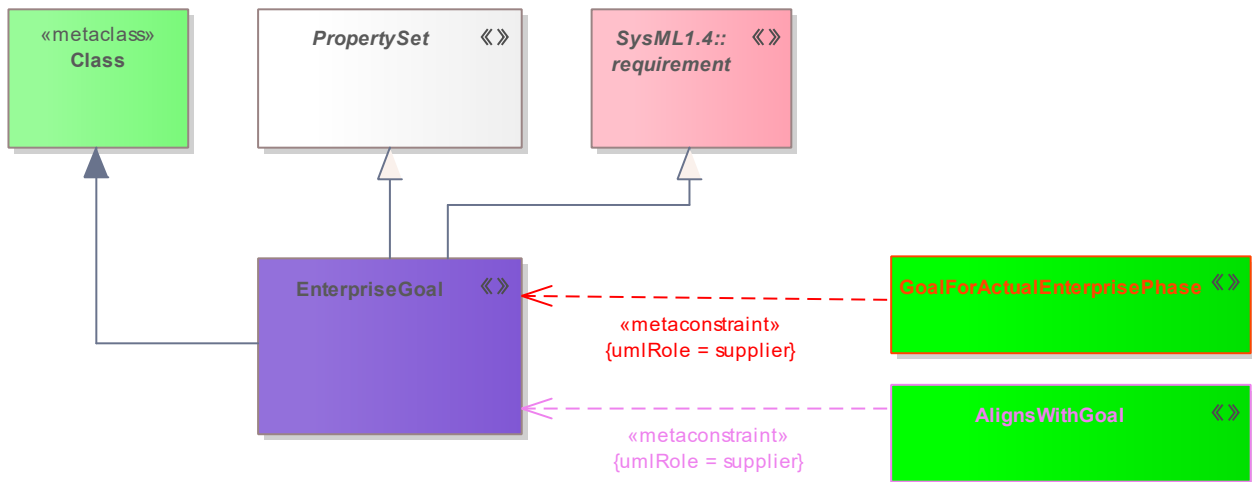 «metaclass»
Class
PropertySet
SysML1.4::
requirement
EnterpriseGoal
GoalForActualEnterprisePhase
«metaconstraint»
{umlRole = supplier}
AlignsWithGoal
«metaconstraint»
{umlRole = supplier}